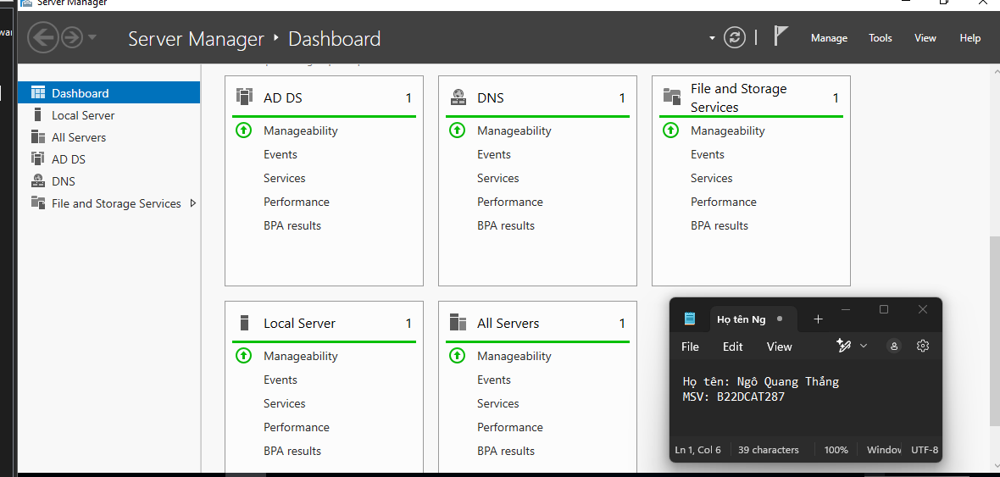 Server Manager
Server Manager ‣ Dashboard
Manage
Tools
View
Help
Dashboard
Local Server
All Servers
AD DS
DNS
File and Storage Services
AD DS 1
Manageability
Events
Services
Performance
BPA results
DNS 1
Manageability
Events
Services
Performance
BPA results
File and Storage
Services 1
Manageability
Events
Services
Performance
BPA results
Local Server 1
Manageability
Events
Services
Performance
BPA results
All Servers 1
Manageability
Events
Services
Performance
BPA results
Họ tên Ng
File Edit View
Họ tên: Ngô Quang Thắng
MSV: B22DCAT287
Ln 1, Col 6
39 characters
100%
Window
UTF-8